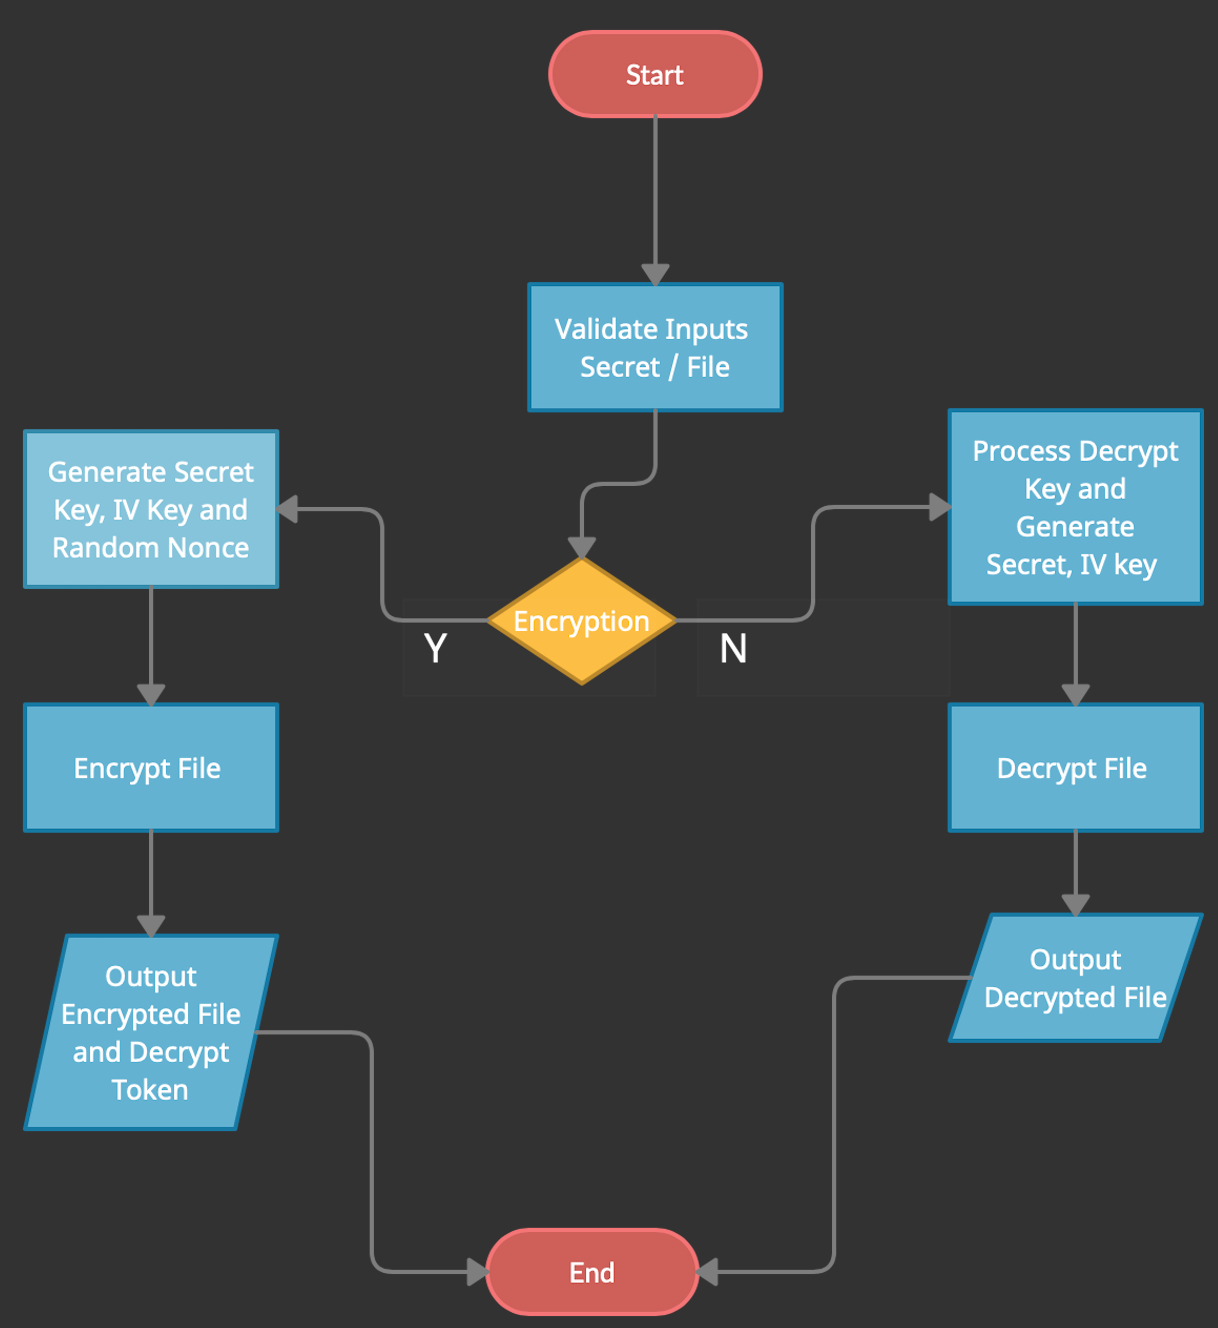 Start
Validate Inputs
Secret / File
Generate Secret
Key, IV Key and
Random Nonce
Process Decrypt
Key and
Generate
Secret, IV key
Encryption
Y
N
Encrypt File
Decrypt File
Output
Encrypted File
and Decrypt
Token
Output
Decrypted File
End